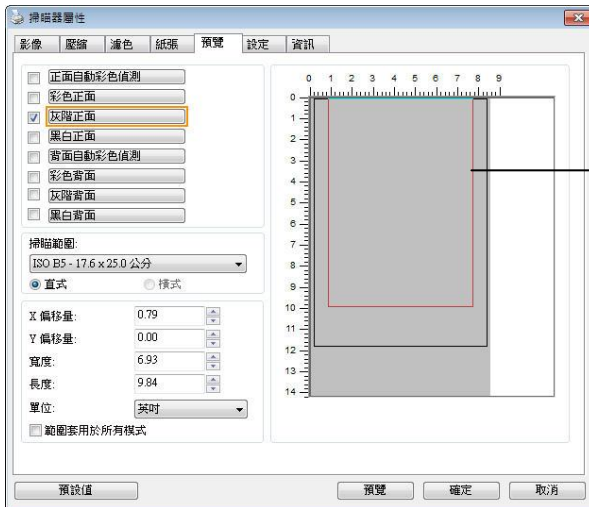 掃瞄器屬性
影像 壓縮 濾色 紙張 預覽 設定 資訊
正面自動彩色偵測
彩色正面
灰階正面
黑白正面
背面自動彩色偵測
彩色背面
灰階背面
黑白背面
掃瞄範圍:
ISO B5 - 17.6 x 25.0 公分
直式 橫式
X 偏移量: 0.79
Y 偏移量: 0.00
寬度: 6.93
長度: 9.84
單位: 英吋
範圍套用於所有模式
0 1 2 3 4 5 6 7 8 9
0
1
2
3
4
5
6
7
8
9
10
11
12
13
14
預設值 預覽 確定 取消